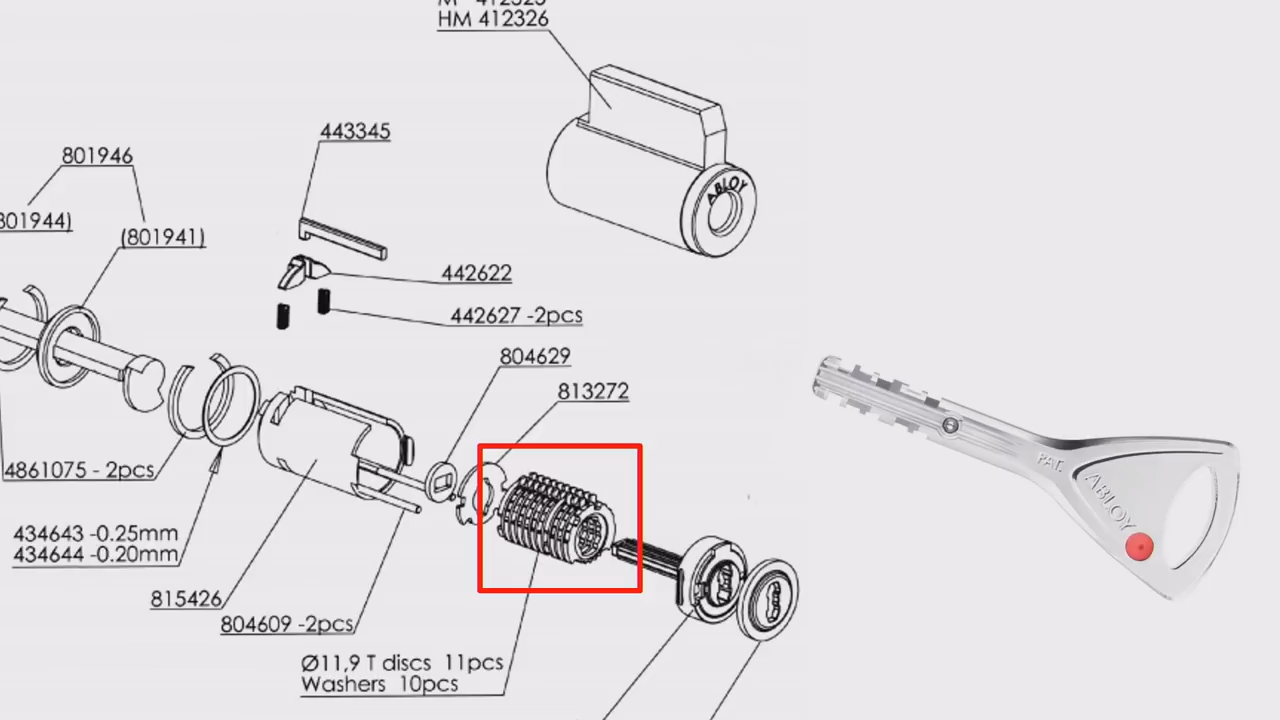 M 412325
HM 412326
443345
801946
801944)
(801941)
442622
442627 -2pcs
804629
813272
4861075 - 2pcs
434643 -0.25mm
434644 -0.20mm
815426
804609 -2pcs
Ø11,9 T discs 11pcs
Washers 10pcs
ABLOY
PAT.
ABLOY